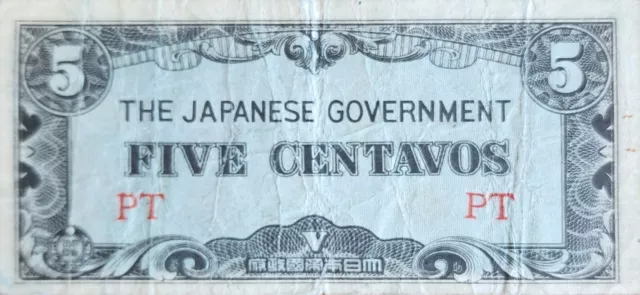 5 5
THE JAPANESE GOVERNMENT
FIVE CENTAVOS
PT PT
V
大日本帝國政府